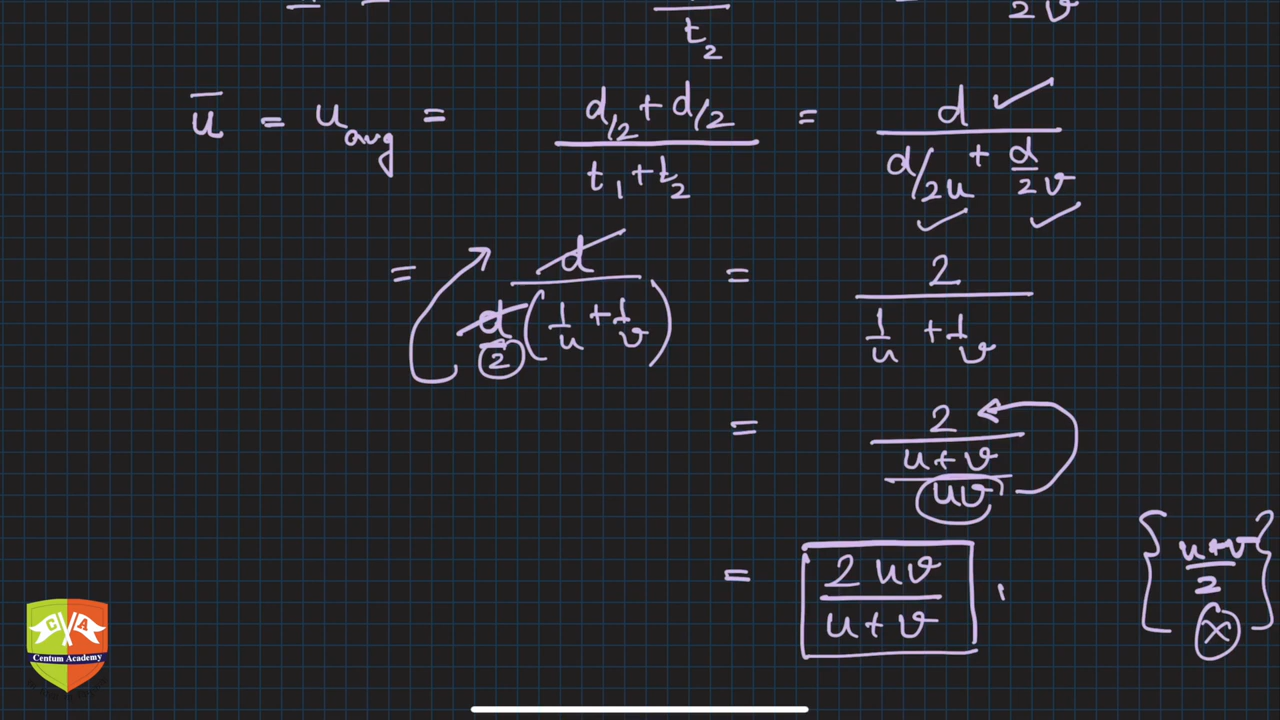 t₂ 2v
ū = u_avg = (d/2 + d/2)/(t₁ + t₂) = d/(d/2u + d/2v)
= d/(d/2 (1/u + 1/v)) = 2/(1/u + 1/v)
= 2/((u+v)/uv)
= 2uv/(u+v) , {(u+v)/2 ×}
CA
Centum Academy